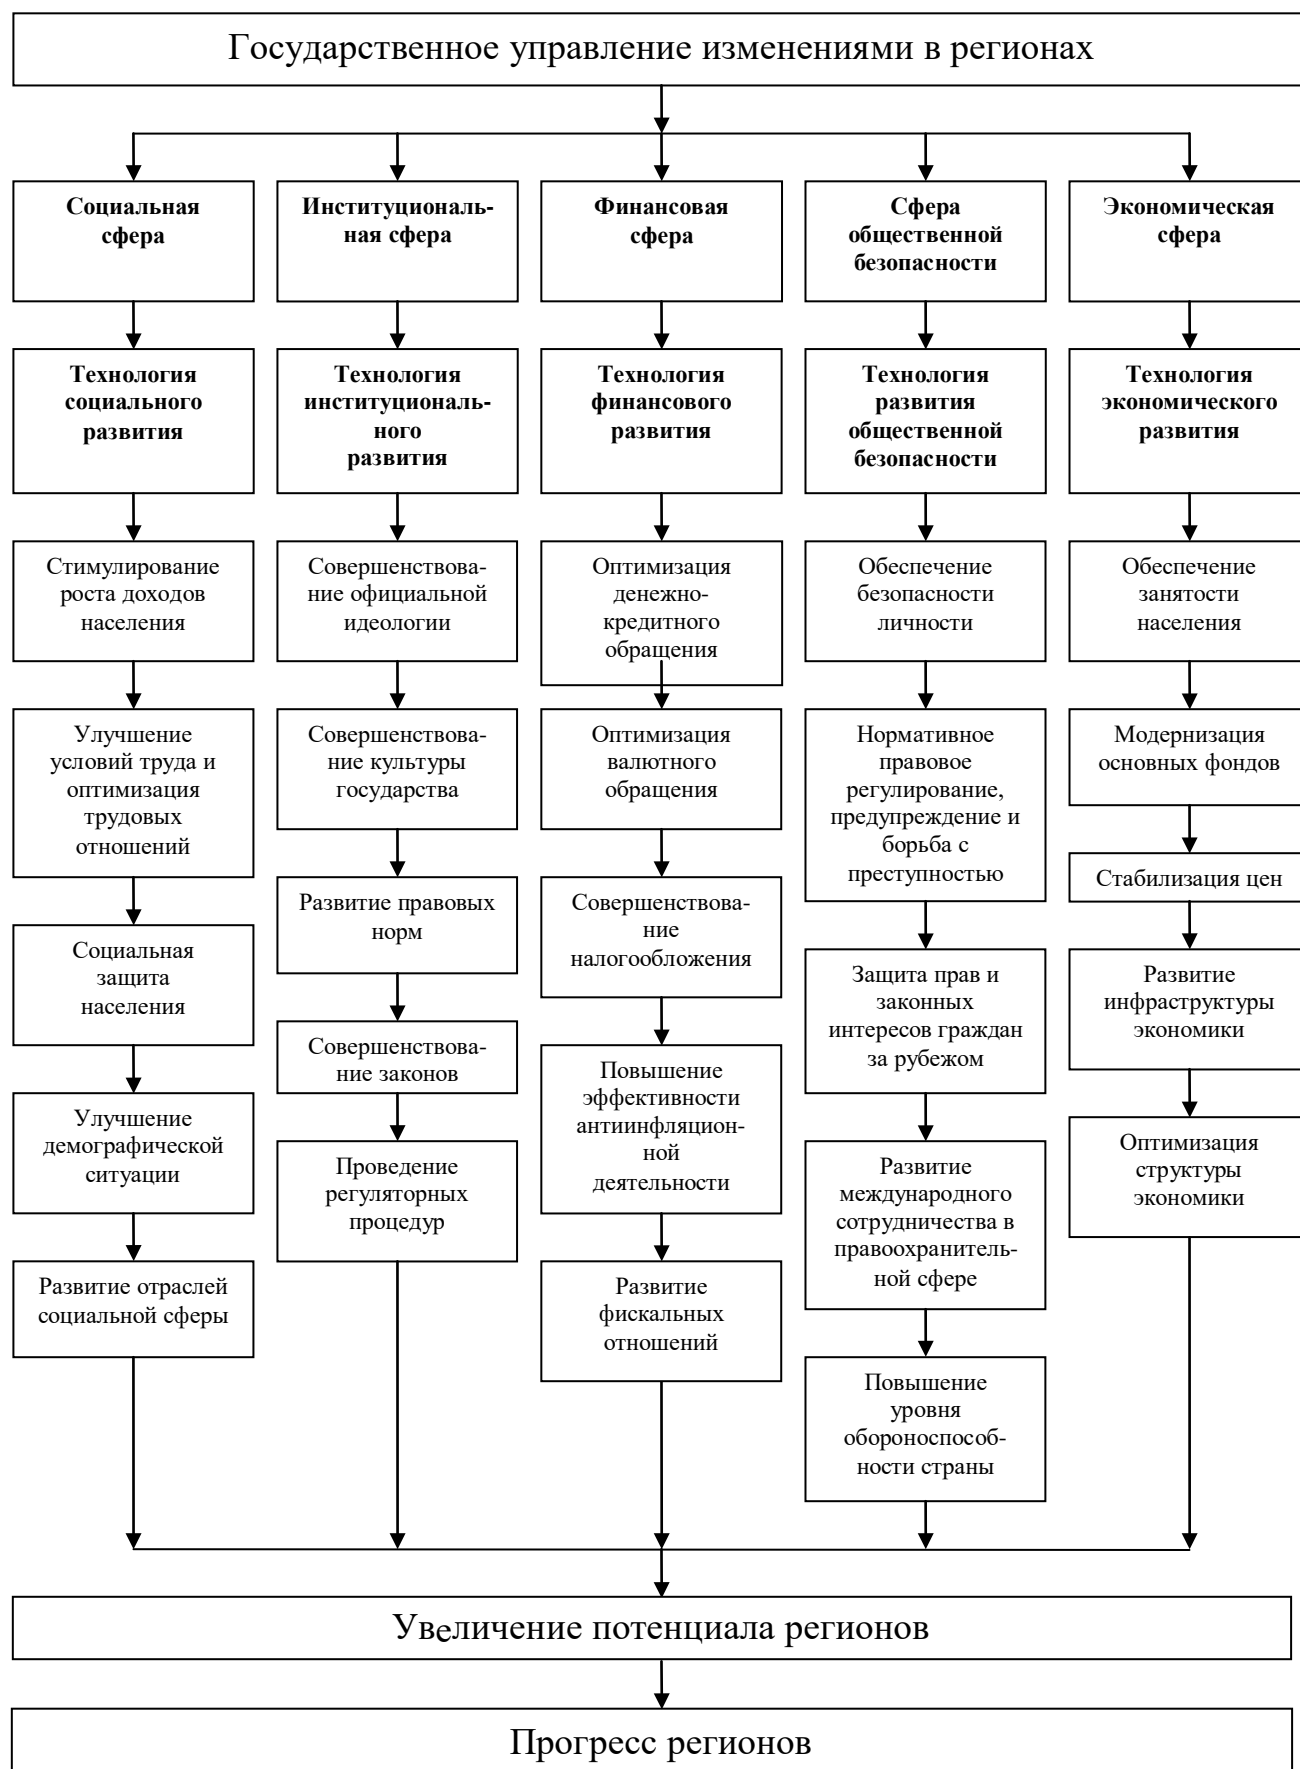 Государственное управление изменениями в регионах
Социальная
сфера
Институциональ-
ная сфера
Финансовая
сфера
Сфера
общественной
безопасности
Экономическая
сфера
Технология
социального
развития
Технология
институциональ-
ного
развития
Технология
финансового
развития
Технология
развития
общественной
безопасности
Технология
экономического
развития
Стимулирование
роста доходов
населения
Совершенствова-
ние официальной
идеологии
Оптимизация
денежно-
кредитного
обращения
Обеспечение
безопасности
личности
Обеспечение
занятости
населения
Улучшение
условий труда и
оптимизация
трудовых
отношений
Совершенствова-
ние культуры
государства
Оптимизация
валютного
обращения
Нормативное
правовое
регулирование,
предупреждение и
борьба с
преступностью
Модернизация
основных фондов
Стабилизация цен
Социальная
защита
населения
Развитие правовых
норм
Совершенствова-
ние
налогообложения
Защита прав и
законных
интересов граждан
за рубежом
Развитие
инфраструктуры
экономики
Совершенствова-
ние законов
Повышение
эффективности
антиинфляцион-
ной
деятельности
Улучшение
демографической
ситуации
Проведение
регуляторных
процедур
Развитие
международного
сотрудничества в
правоохранитель-
ной сфере
Оптимизация
структуры
экономики
Развитие отраслей
социальной сферы
Развитие
фискальных
отношений
Повышение
уровня
обороноспособ-
ности страны
Увеличение потенциала регионов
Прогресс регионов